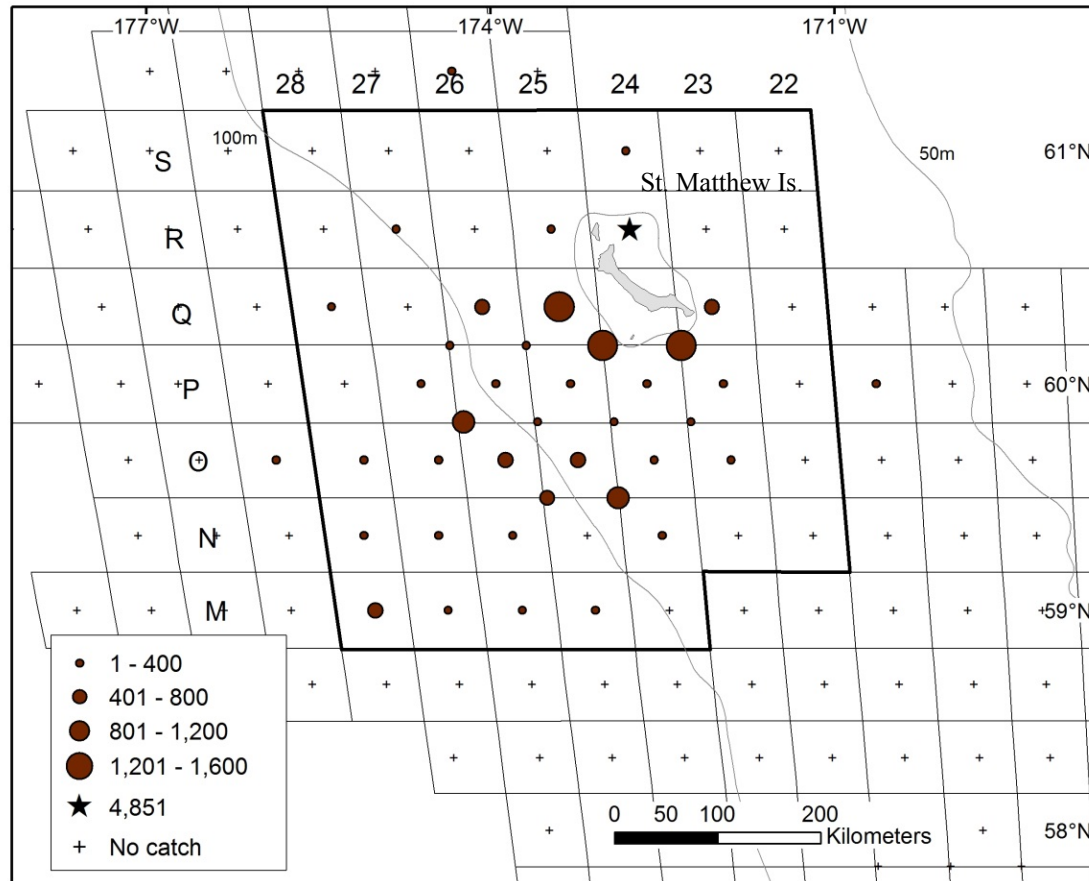 177°W 174°W 171°W
28 27 26 25 24 23 22
100m
50m
S
61°N
St. Matthew Is.
R
Q
P
60°N
O
N
M
59°N
1 - 400
401 - 800
801 - 1,200
1,201 - 1,600
4,851
No catch
0 50 100 200
Kilometers
58°N